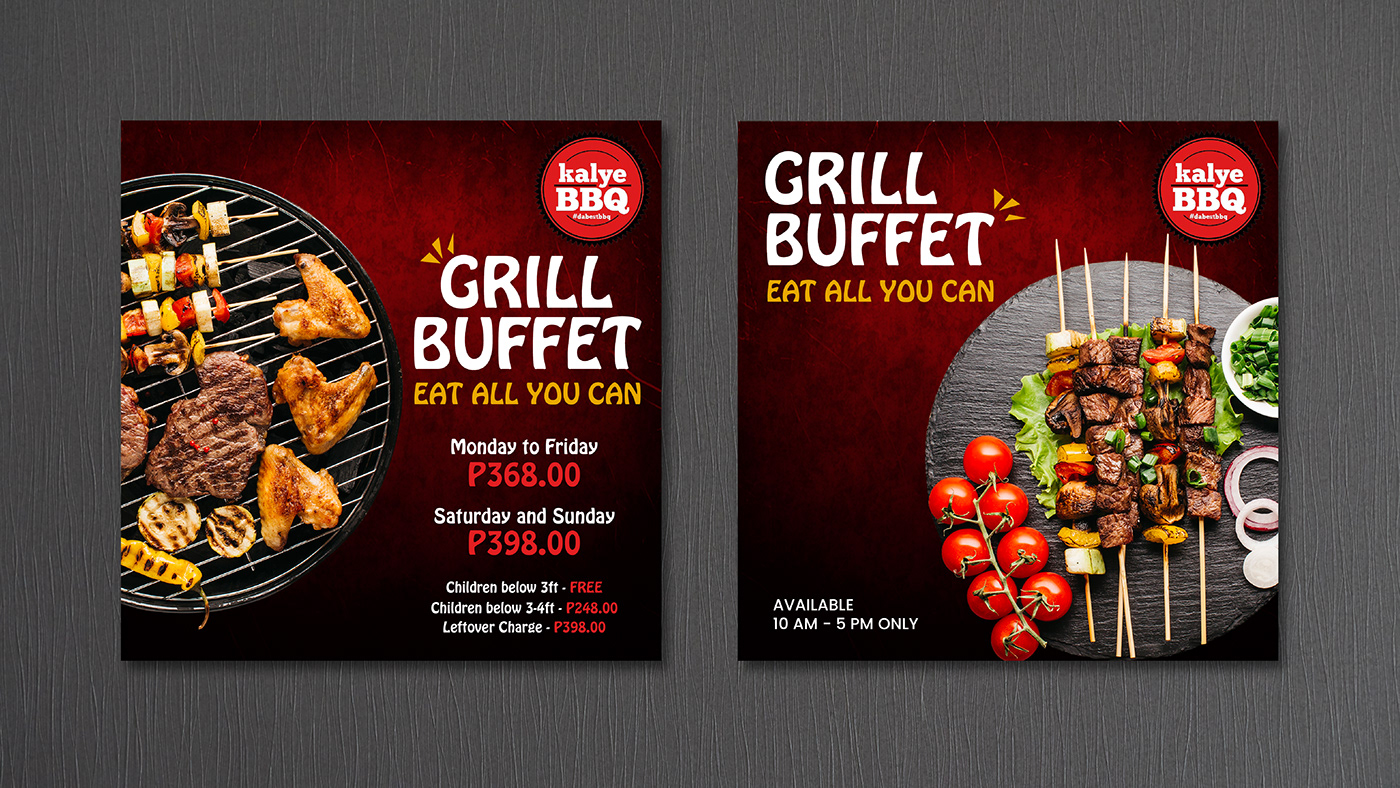 kalye
BBQ
#dabestbbq
GRILL
BUFFET
EAT ALL YOU CAN
Monday to Friday
P368.00
Saturday and Sunday
P398.00
Children below 3ft - FREE
Children below 3-4ft - P248.00
Leftover Charge - P398.00
GRILL
BUFFET
EAT ALL YOU CAN
kalye
BBQ
#dabestbbq
AVAILABLE
10 AM - 5 PM ONLY